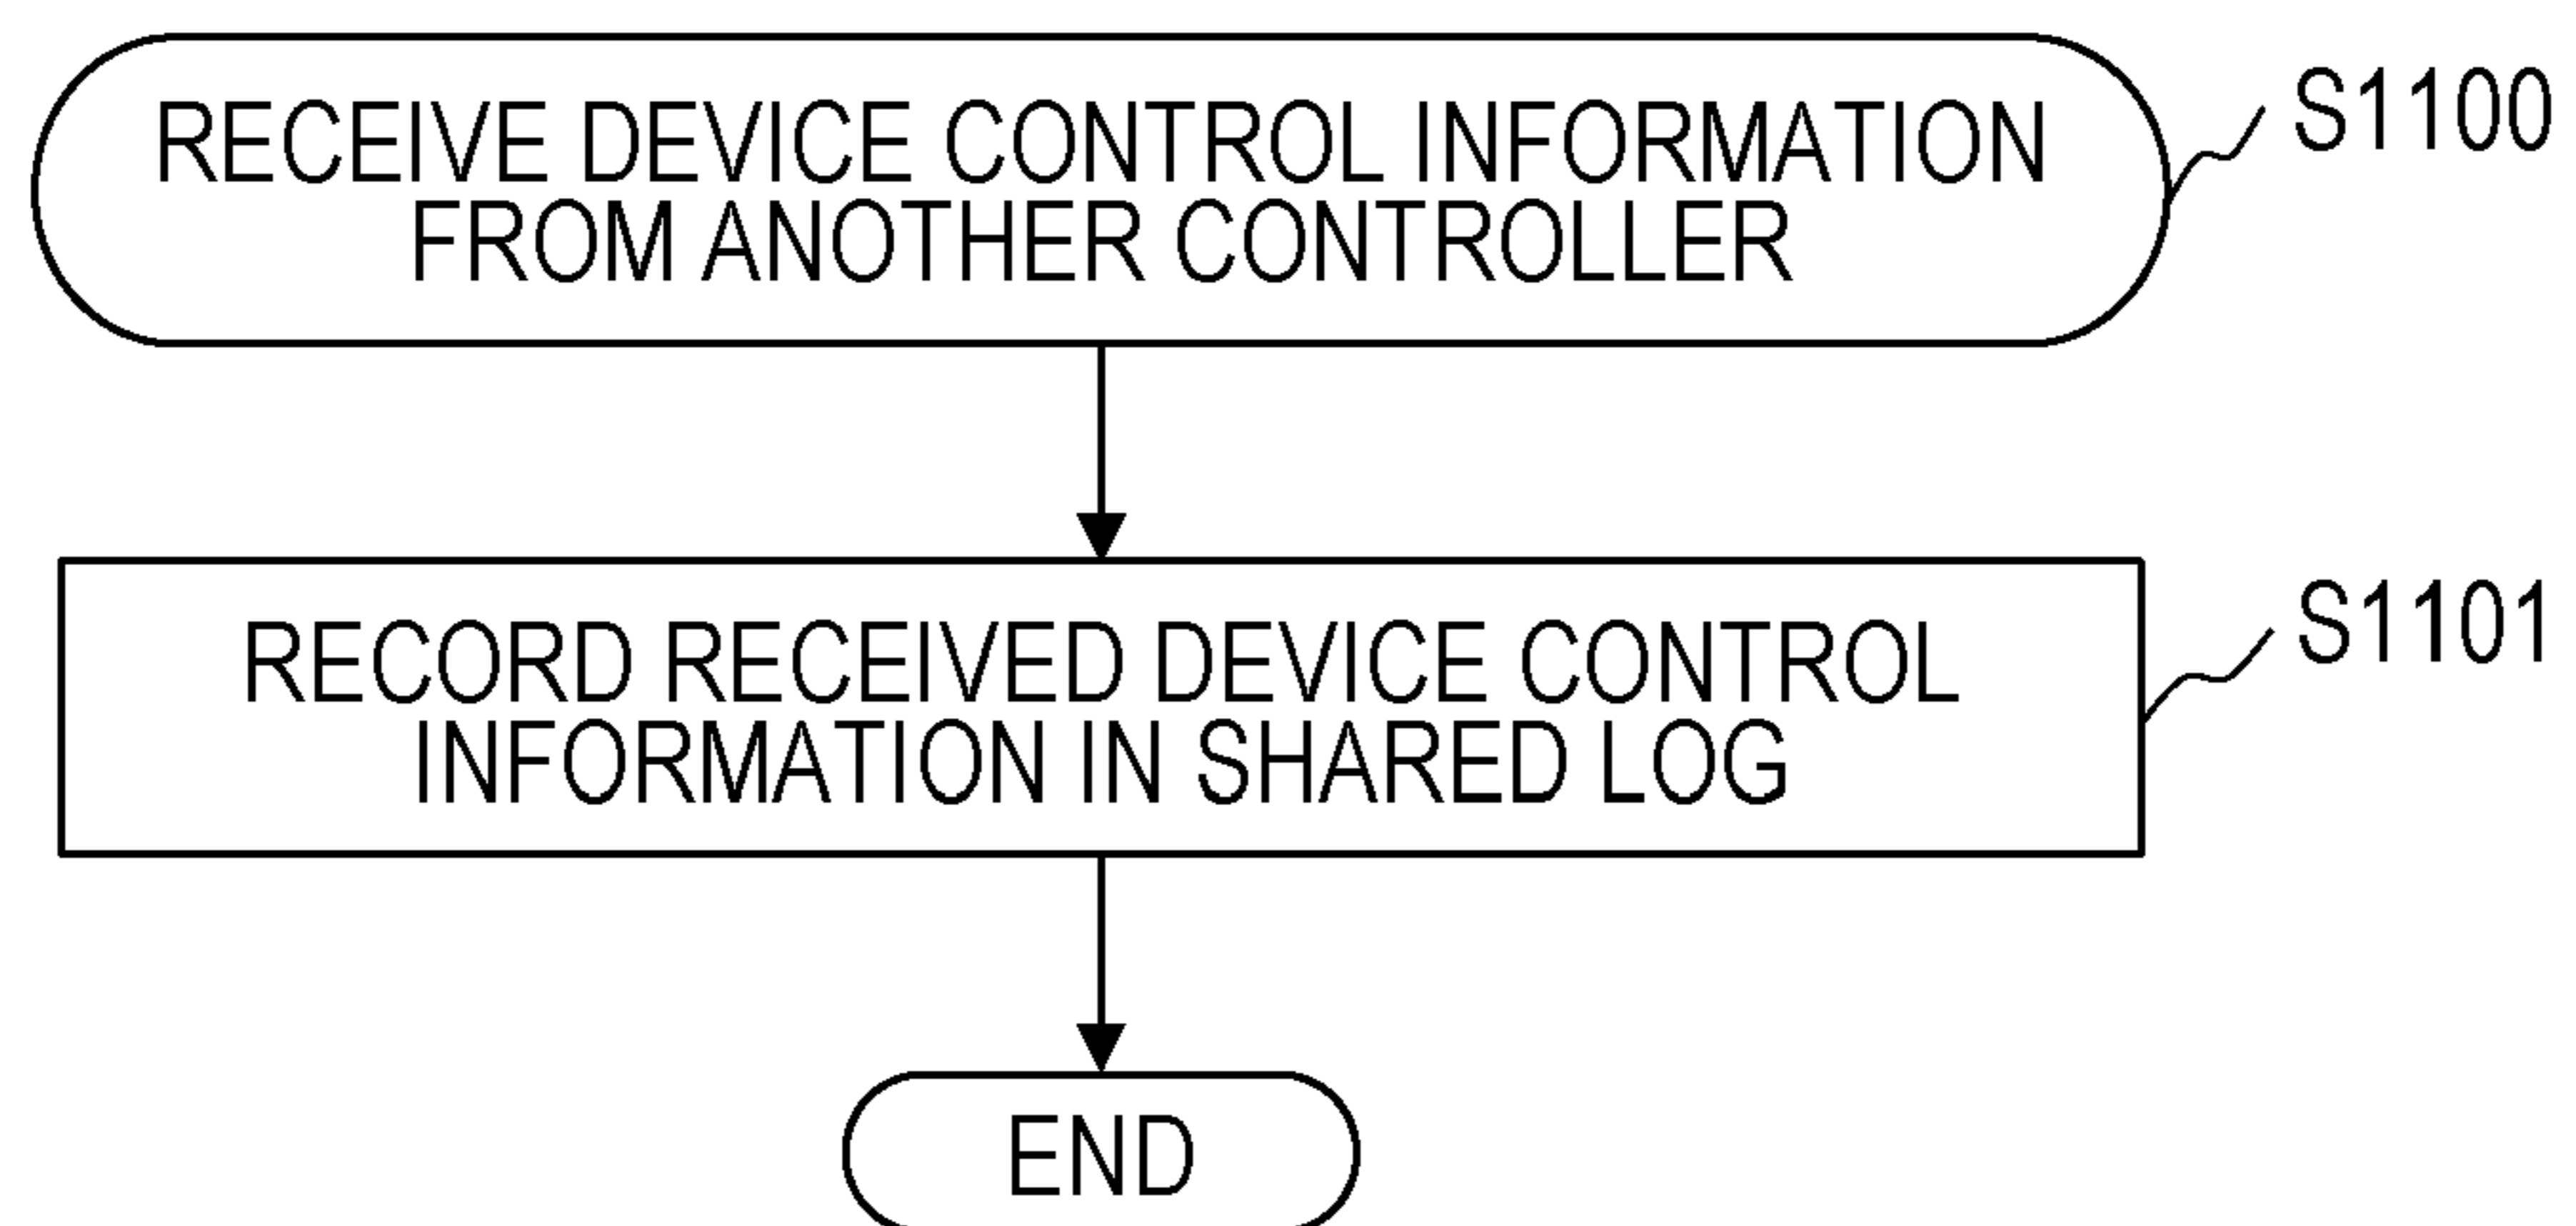 RECEIVE DEVICE CONTROL INFORMATION
FROM ANOTHER CONTROLLER
S1100
RECORD RECEIVED DEVICE CONTROL
INFORMATION IN SHARED LOG
S1101
END